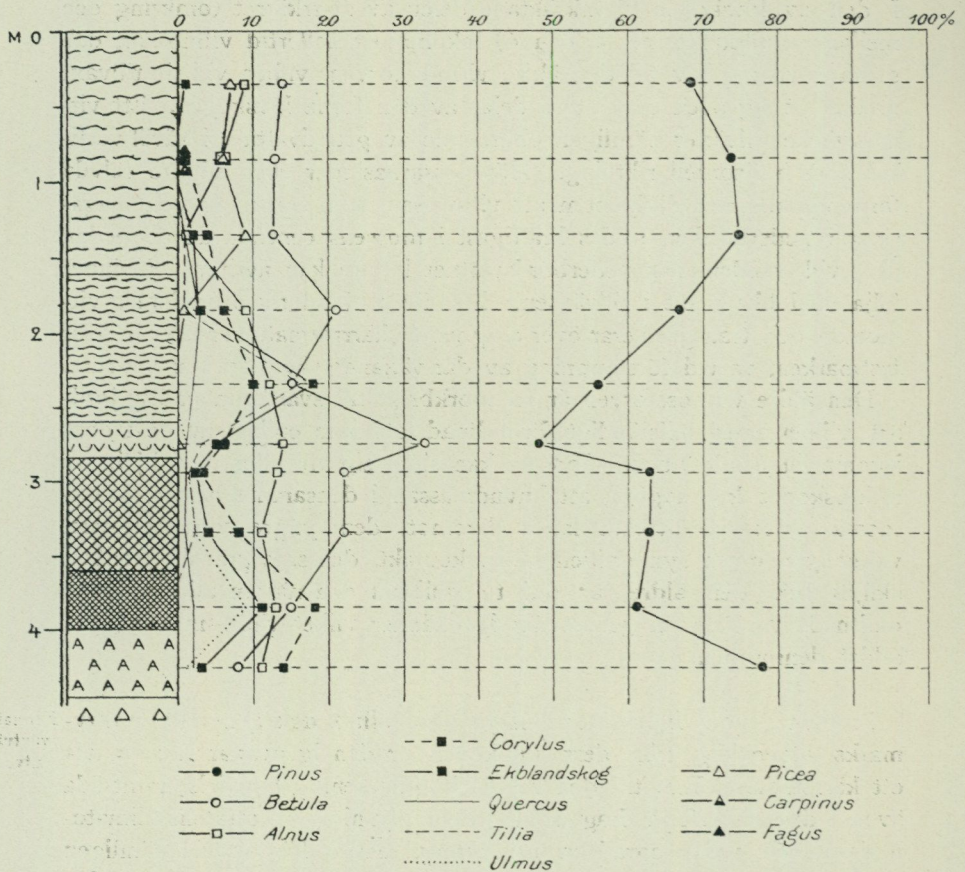 0 10 20 30 40 50 60 70 80 90 100%
M 0
1
2
3
4
Corylus
Pinus Ekblandskog Picea
Betula Quercus Carpinus
Alnus Tilia Fagus
Ulmus